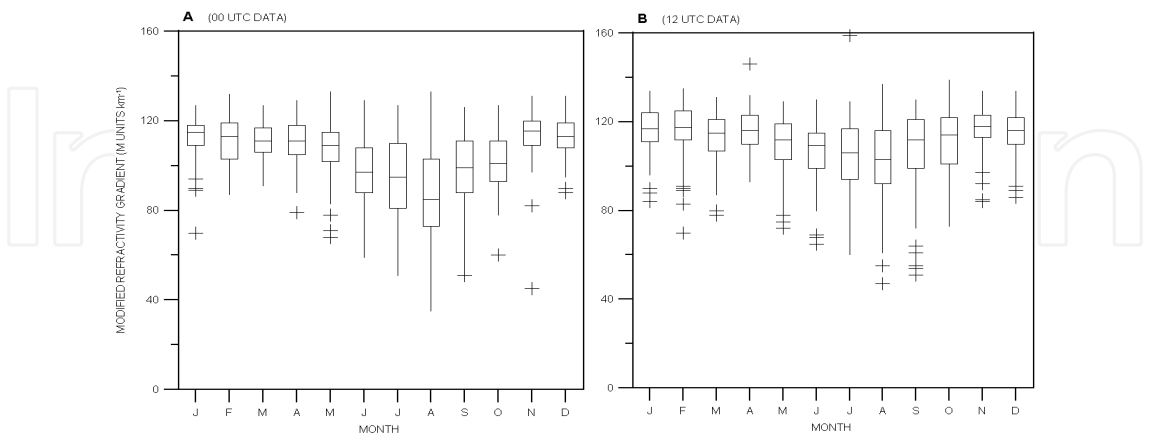 A (00 UTC DATA)
B (12 UTC DATA)
MODIFIED REFRACTIVITY GRADIENT (M UNITS km-1)
160
120
80
40
0
J F M A M J J A S O N D
MONTH
160
120
80
40
0
J F M A M J J A S O N D
MONTH